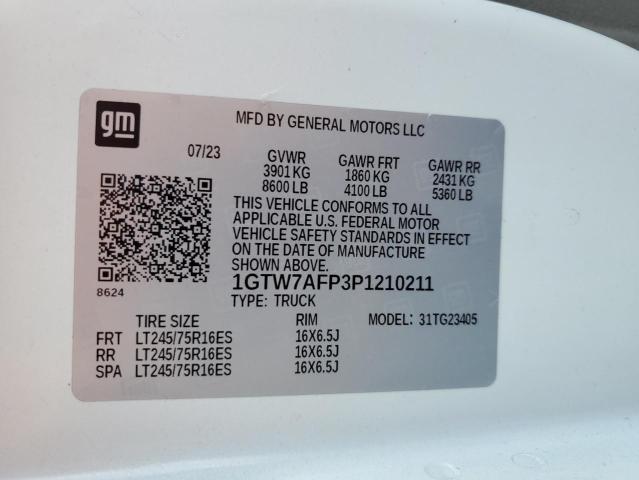 gm
MFD BY GENERAL MOTORS LLC
07/23 GVWR GAWR FRT GAWR RR
3901 KG 1860 KG 2431 KG
8600 LB 4100 LB 5360 LB
THIS VEHICLE CONFORMS TO ALL
APPLICABLE U.S. FEDERAL MOTOR
VEHICLE SAFETY STANDARDS IN EFFECT
ON THE DATE OF MANUFACTURE
SHOWN ABOVE.
8624
1GTW7AFP3P1210211
TYPE: TRUCK
TIRE SIZE RIM MODEL: 31TG23405
FRT LT245/75R16ES 16X6.5J
RR LT245/75R16ES 16X6.5J
SPA LT245/75R16ES 16X6.5J